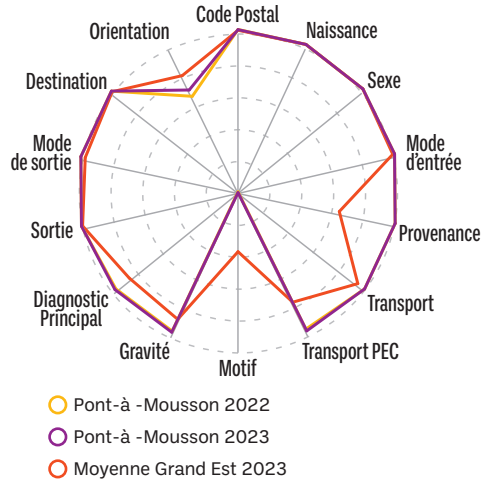 Code Postal
Naissance
Sexe
Mode
d'entrée
Provenance
Transport
Transport PEC
Motif
Gravité
Diagnostic
Principal
Sortie
Mode
de sortie
Destination
Orientation
Pont-à -Mousson 2022
Pont-à -Mousson 2023
Moyenne Grand Est 2023